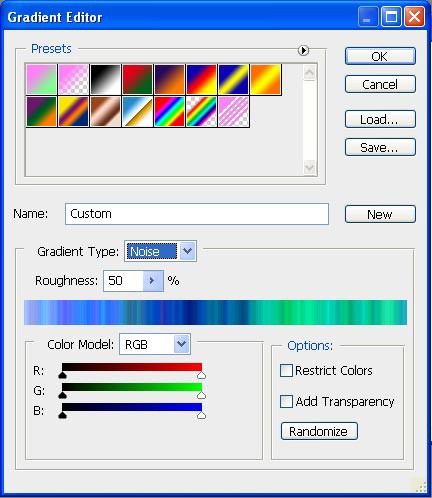 Gradient Editor
Presets
OK
Cancel
Load...
Save...
Name: Custom
New
Gradient Type: Noise
Roughness: 50 %
Color Model: RGB
R:
G:
B:
Options:
Restrict Colors
Add Transparency
Randomize